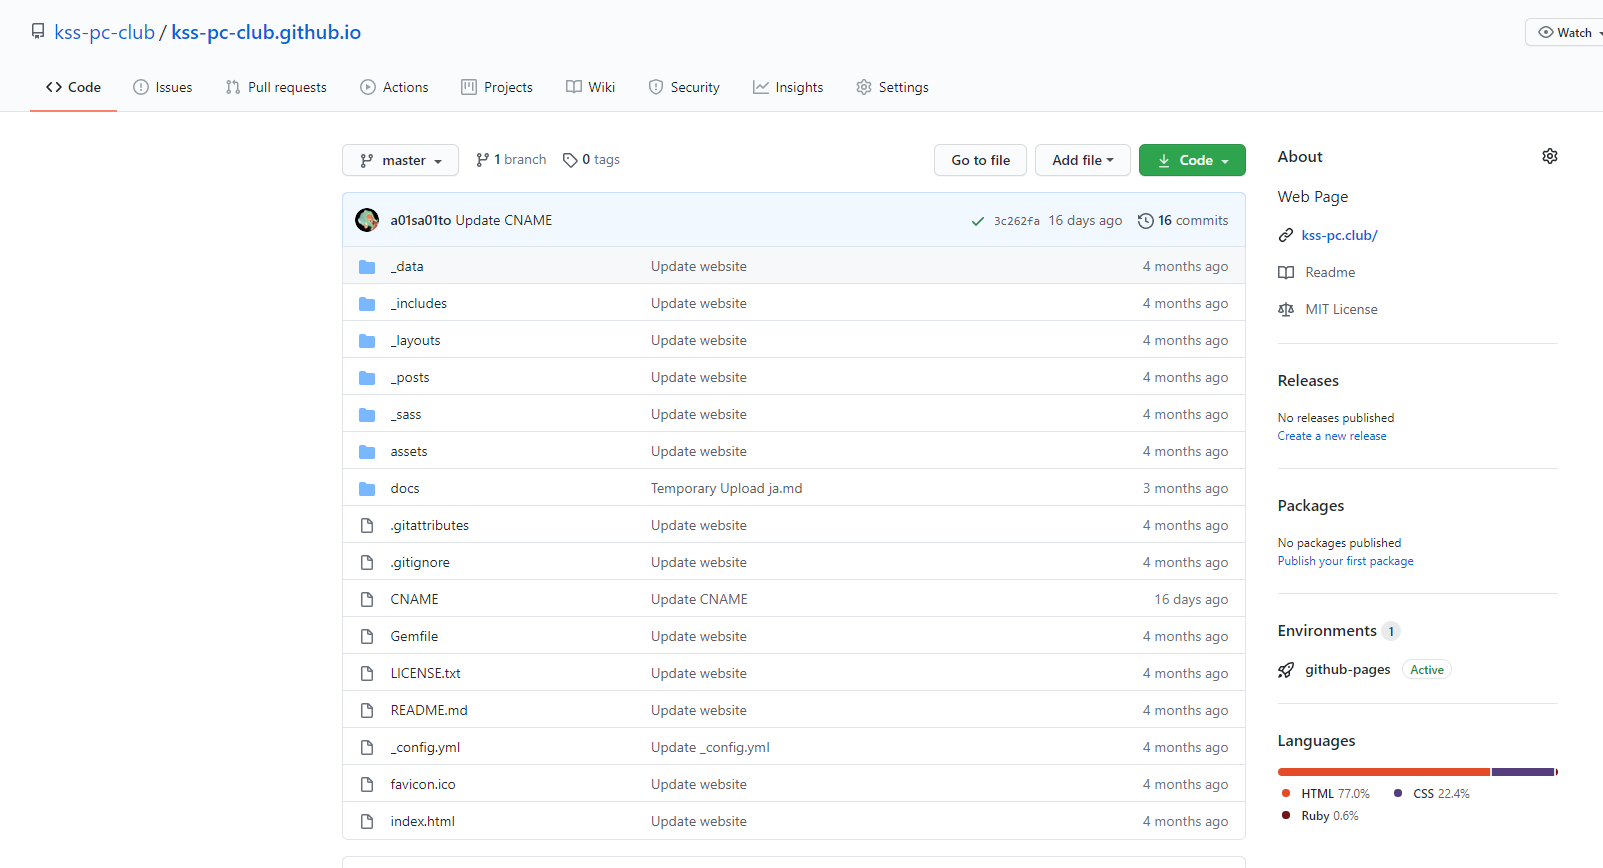 kss-pc-club / kss-pc-club.github.io
Watch
Code Issues Pull requests Actions Projects Wiki Security Insights Settings
master 1 branch 0 tags Go to file Add file Code
a01sa01to Update CNAME 3c262fa 16 days ago 16 commits
_data Update website 4 months ago
_includes Update website 4 months ago
_layouts Update website 4 months ago
_posts Update website 4 months ago
_sass Update website 4 months ago
assets Update website 4 months ago
docs Temporary Upload ja.md 3 months ago
.gitattributes Update website 4 months ago
.gitignore Update website 4 months ago
CNAME Update CNAME 16 days ago
Gemfile Update website 4 months ago
LICENSE.txt Update website 4 months ago
README.md Update website 4 months ago
_config.yml Update _config.yml 4 months ago
favicon.ico Update website 4 months ago
index.html Update website 4 months ago
About
Web Page
kss-pc.club/
Readme
MIT License
Releases
No releases published
Create a new release
Packages
No packages published
Publish your first package
Environments 1
github-pages Active
Languages
HTML 77.0% CSS 22.4%
Ruby 0.6%